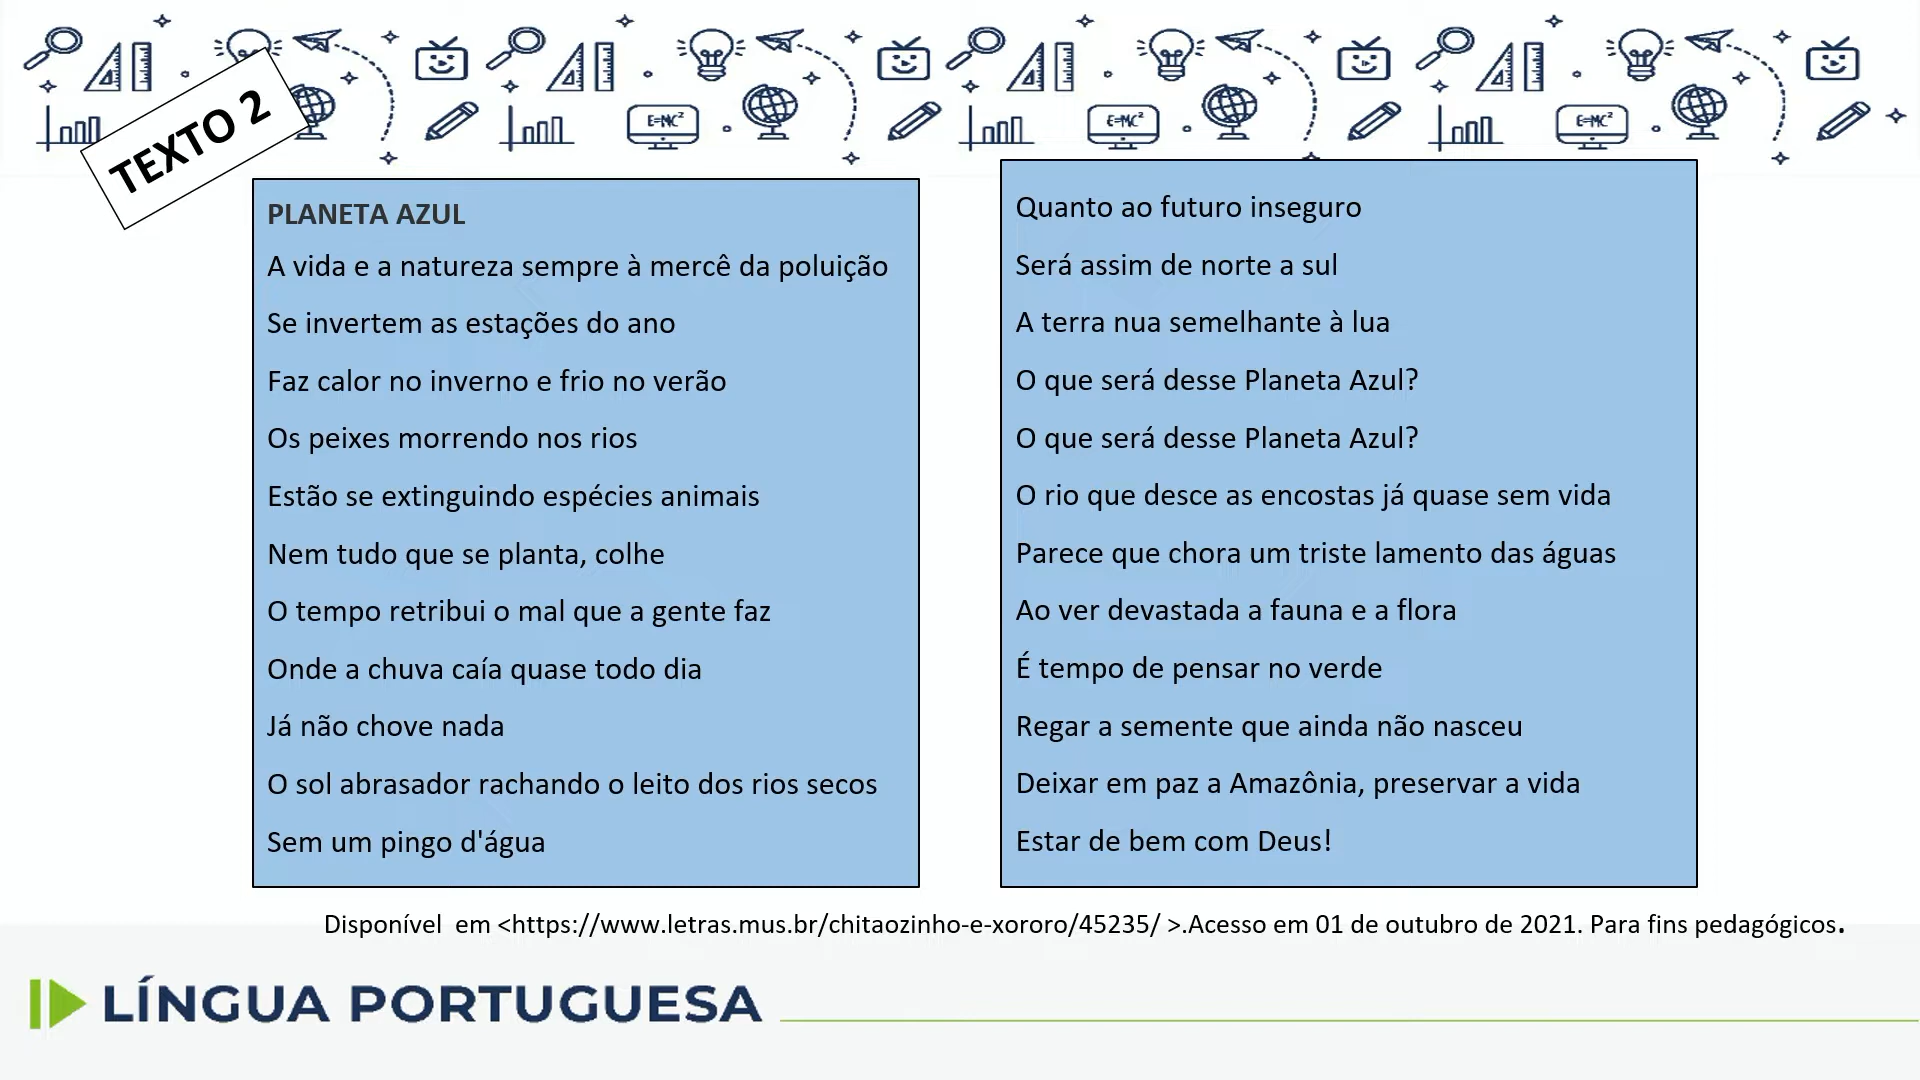 TEXTO 2
PLANETA AZUL
A vida e a natureza sempre à mercê da poluição
Se invertem as estações do ano
Faz calor no inverno e frio no verão
Os peixes morrendo nos rios
Estão se extinguindo espécies animais
Nem tudo que se planta, colhe
O tempo retribui o mal que a gente faz
Onde a chuva caía quase todo dia
Já não chove nada
O sol abrasador rachando o leito dos rios secos
Sem um pingo d'água
Quanto ao futuro inseguro
Será assim de norte a sul
A terra nua semelhante à lua
O que será desse Planeta Azul?
O que será desse Planeta Azul?
O rio que desce as encostas já quase sem vida
Parece que chora um triste lamento das águas
Ao ver devastada a fauna e a flora
É tempo de pensar no verde
Regar a semente que ainda não nasceu
Deixar em paz a Amazônia, preservar a vida
Estar de bem com Deus!
Disponível em <https://www.letras.mus.br/chitaozinho-e-xororo/45235/ >.Acesso em 01 de outubro de 2021. Para fins pedagógicos.
LÍNGUA PORTUGUESA
E=MC²
E=MC²
E=MC²